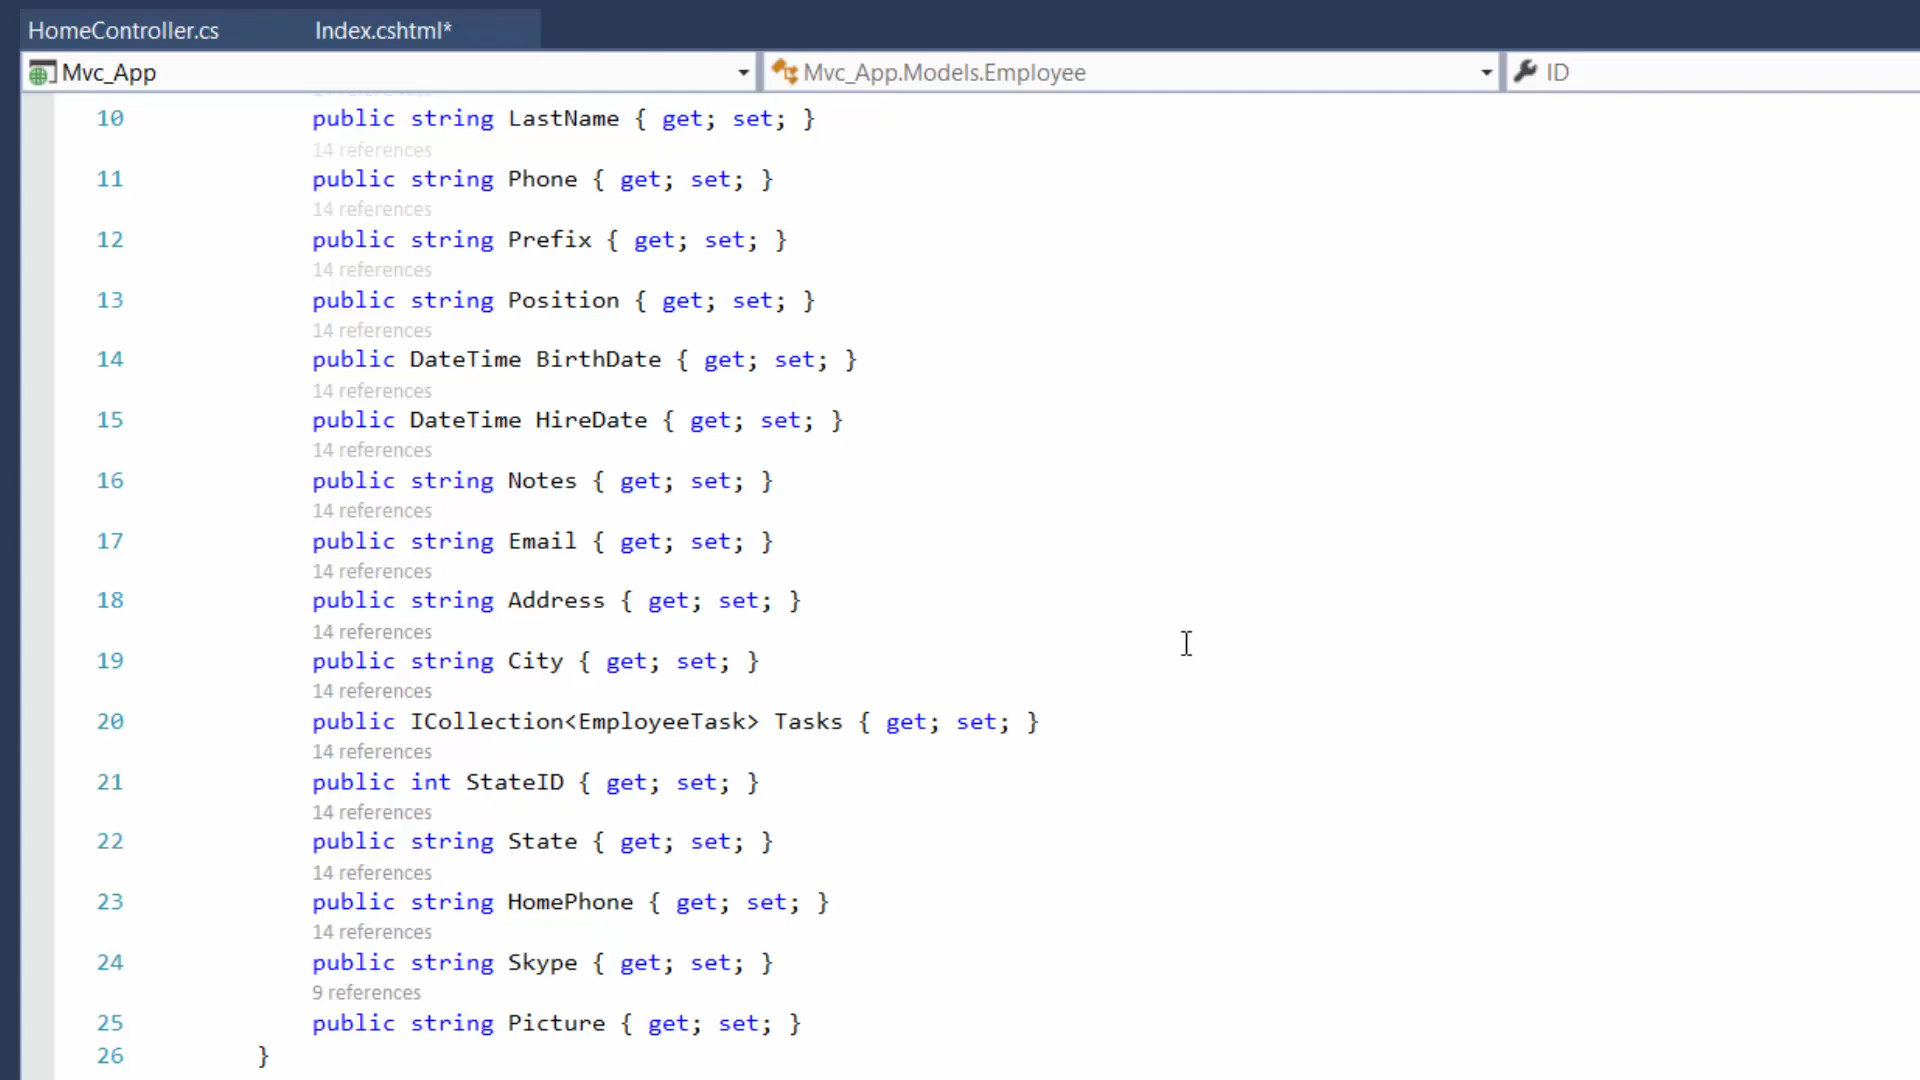 HomeController.cs Index.cshtml*
Mvc_App Mvc_App.Models.Employee ID
10 public string LastName { get; set; }
14 references
11 public string Phone { get; set; }
14 references
12 public string Prefix { get; set; }
14 references
13 public string Position { get; set; }
14 references
14 public DateTime BirthDate { get; set; }
14 references
15 public DateTime HireDate { get; set; }
14 references
16 public string Notes { get; set; }
14 references
17 public string Email { get; set; }
14 references
18 public string Address { get; set; }
14 references
19 public string City { get; set; }
14 references
20 public ICollection<EmployeeTask> Tasks { get; set; }
14 references
21 public int StateID { get; set; }
14 references
22 public string State { get; set; }
14 references
23 public string HomePhone { get; set; }
14 references
24 public string Skype { get; set; }
9 references
25 public string Picture { get; set; }
26 }